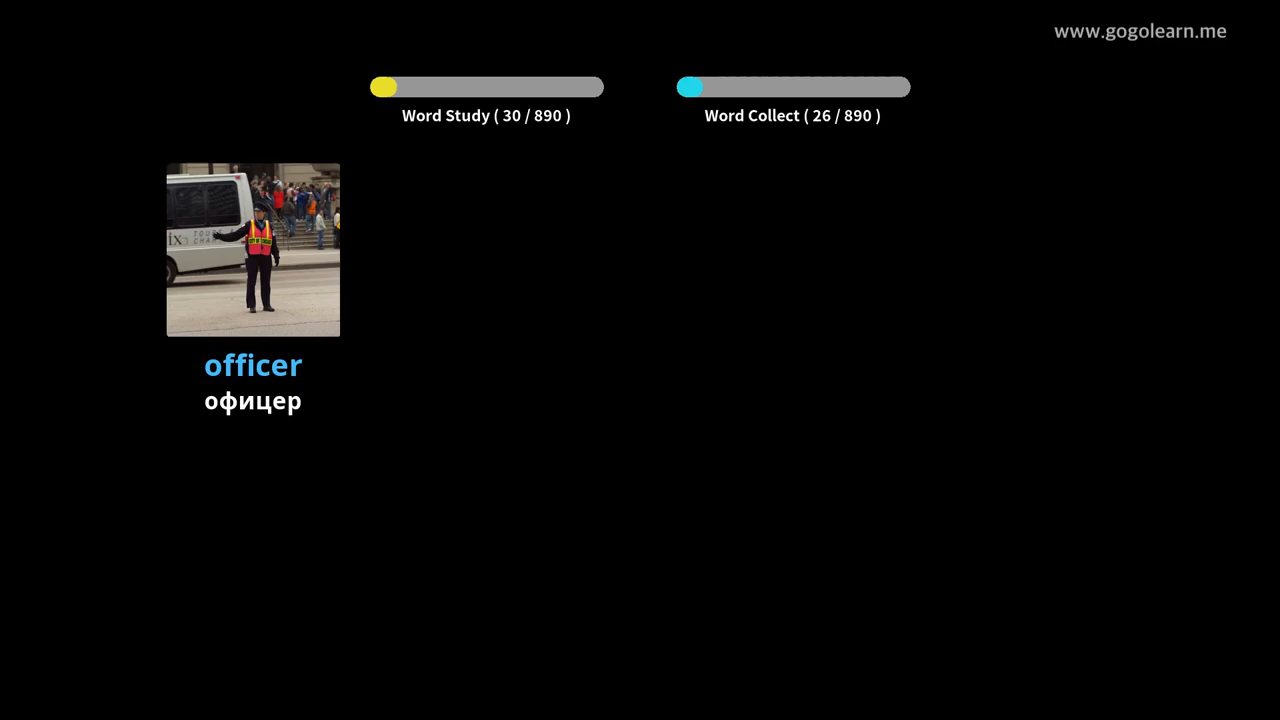 www.gogolearn.me
Word Study ( 30 / 890 )
Word Collect ( 26 / 890 )
officer
офицер